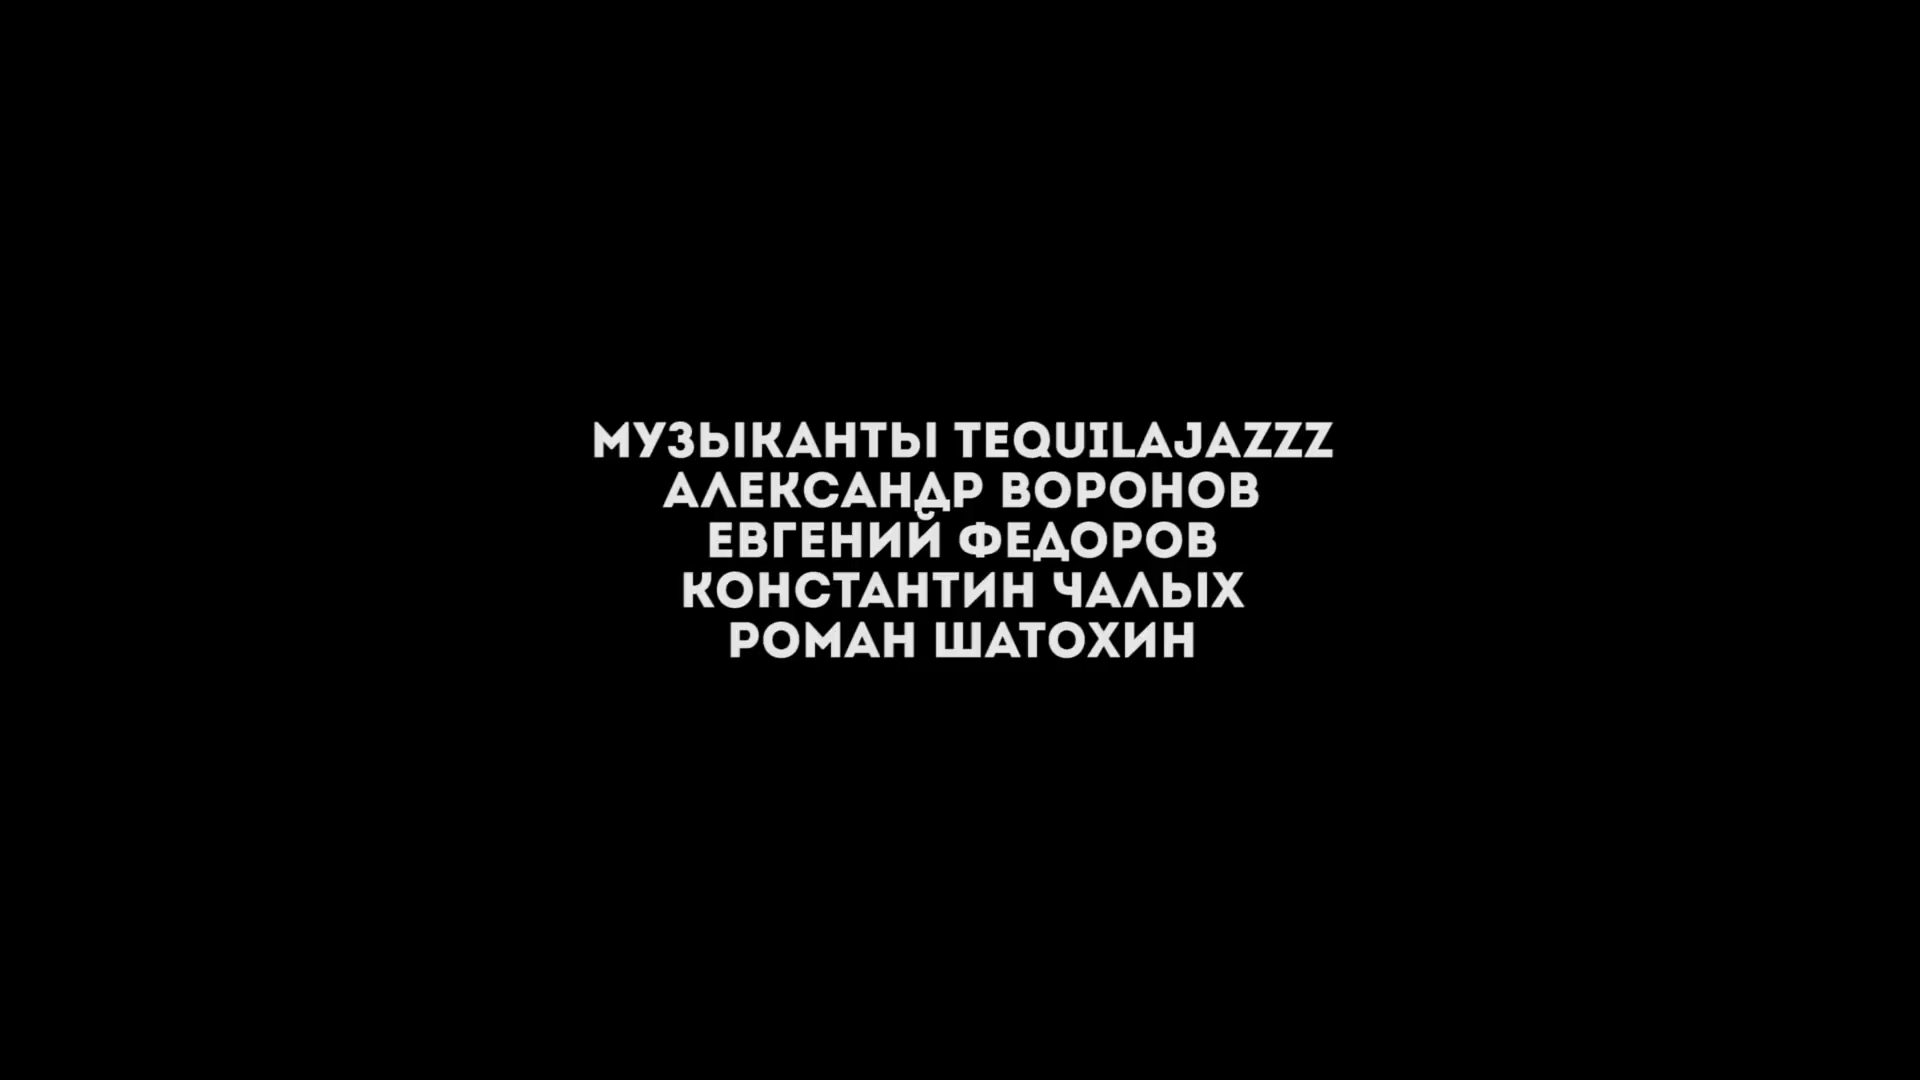 МУЗЫКАНТЫ TEQUILAJAZZZ
АЛЕКСАНДР ВОРОНОВ
ЕВГЕНИЙ ФЕДОРОВ
КОНСТАНТИН ЧАЛЫХ
РОМАН ШАТОХИН